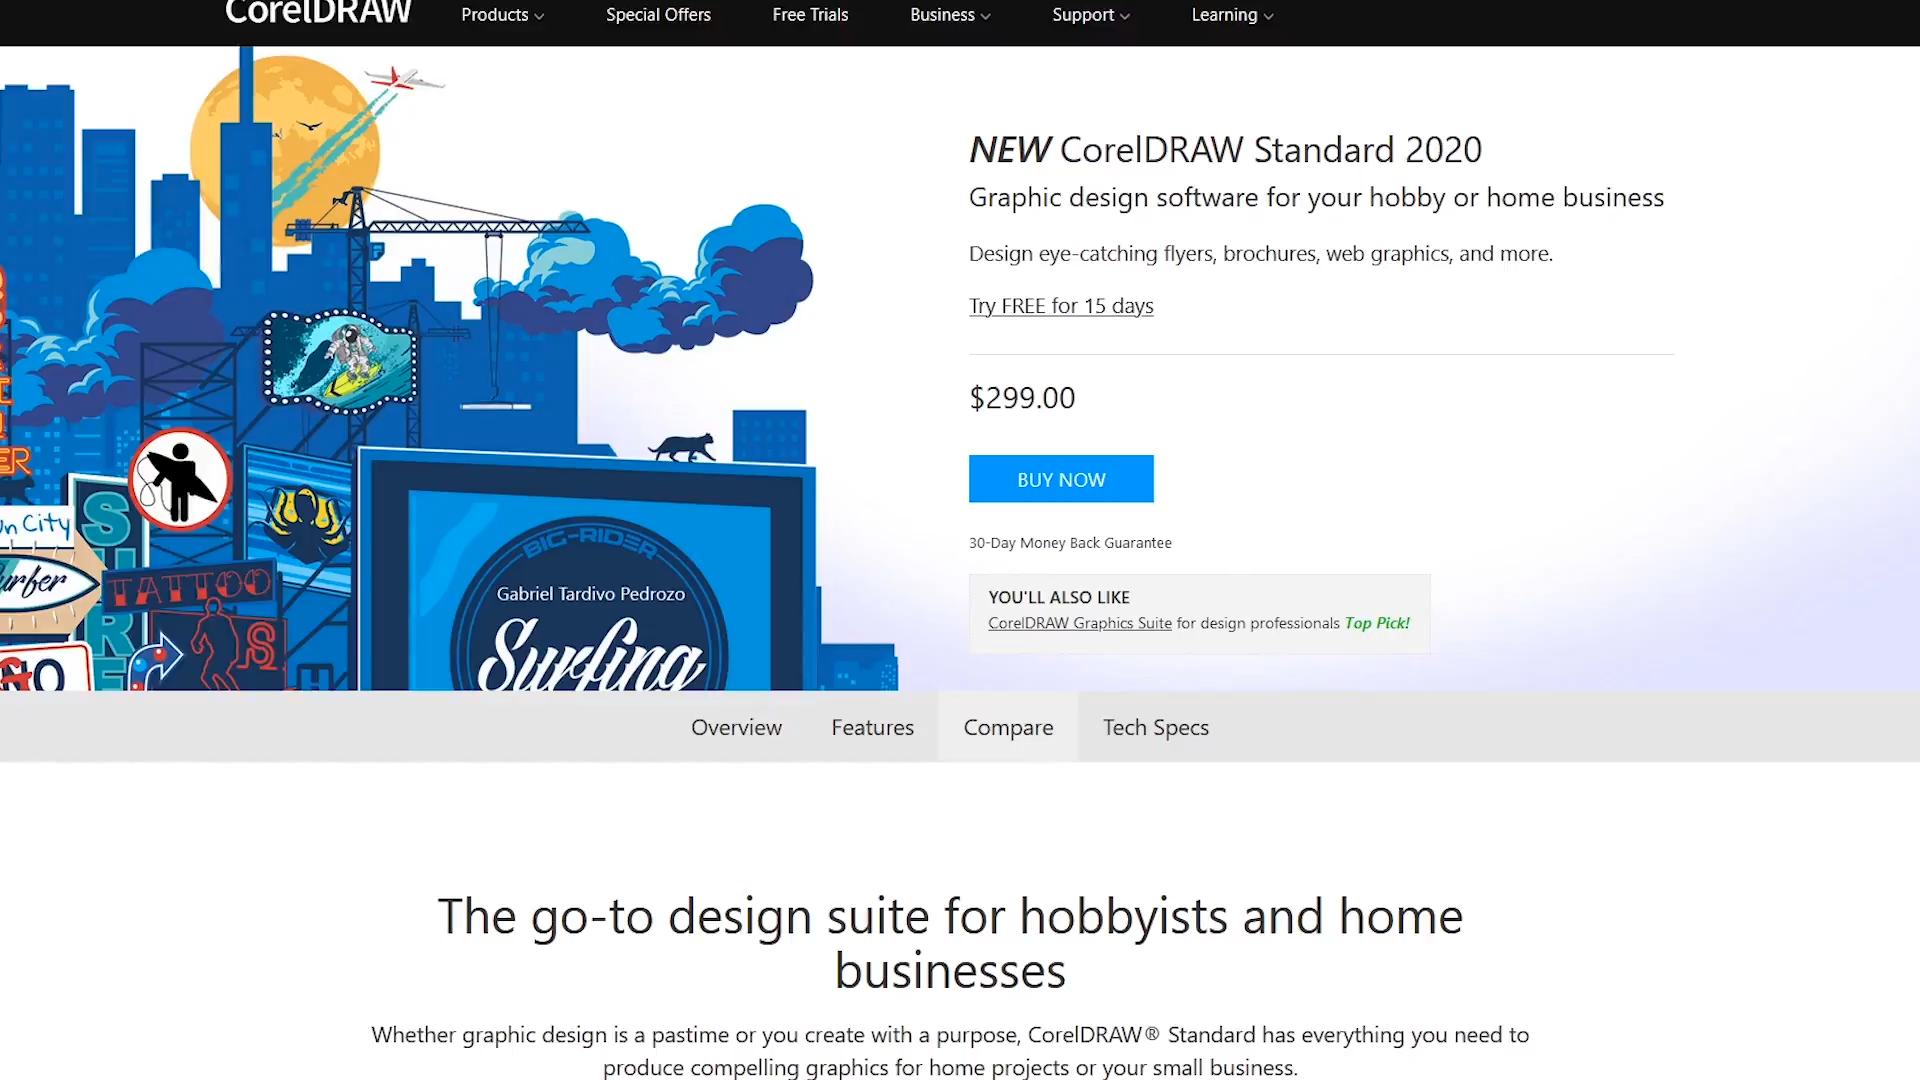 CorelDRAW
Products
Special Offers
Free Trials
Business
Support
Learning
NEW CorelDRAW Standard 2020
Graphic design software for your hobby or home business
Design eye-catching flyers, brochures, web graphics, and more.
Try FREE for 15 days
$299.00
BUY NOW
30-Day Money Back Guarantee
YOU'LL ALSO LIKE
CorelDRAW Graphics Suite for design professionals Top Pick!
City
TATTOO
S
BIG-RIDER
Gabriel Tardivo Pedrozo
Surfing
Overview
Features
Compare
Tech Specs
The go-to design suite for hobbyists and home
businesses
Whether graphic design is a pastime or you create with a purpose, CorelDRAW® Standard has everything you need to
produce compelling graphics for home projects or your small business.